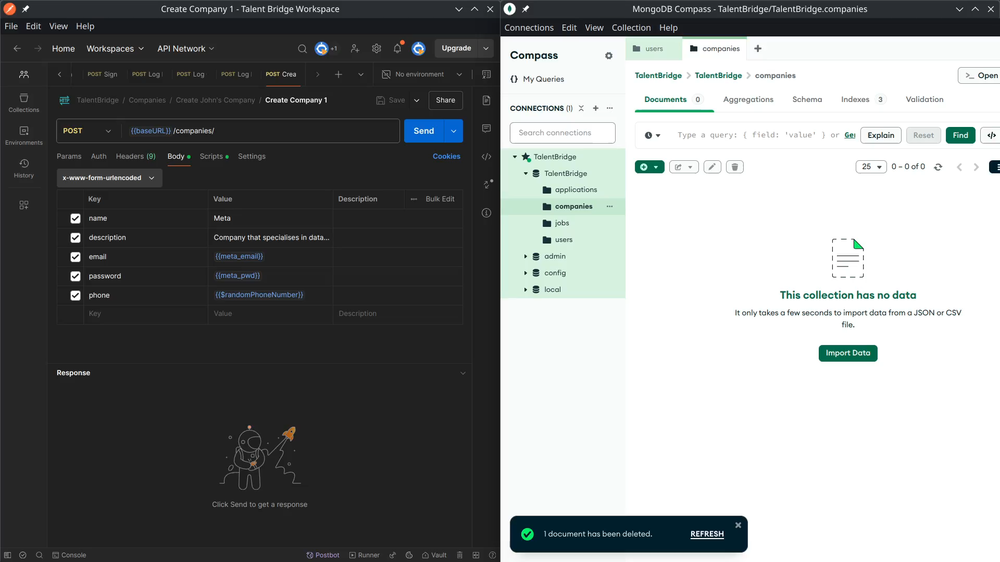 Create Company 1 - Talent Bridge Workspace
File Edit View Help
Home Workspaces API Network +1 Upgrade
POST Sign POST Log POST Log POST Log POST Crea No environment
HTTP TalentBridge / Companies / Create John's Company / Create Company 1 Save Share
POST {{baseURL}} /companies/ Send
Params Auth Headers (9) Body Scripts Settings Cookies
x-www-form-urlencoded
Key Value Description Bulk Edit
name Meta
description Company that specialises in data...
email {{meta_email}}
password {{meta_pwd}}
phone {{$randomPhoneNumber}}
Key Value Description
Collections
Environments
History
Response
Click Send to get a response
Console Postbot Runner Vault
MongoDB Compass - TalentBridge/TalentBridge.companies
Connections Edit View Collection Help
Compass
{} My Queries
CONNECTIONS (1)
Search connections
TalentBridge
TalentBridge
applications
companies
jobs
users
admin
config
local
users companies
TalentBridge > TalentBridge > companies
>_ Open
Documents 0 Aggregations Schema Indexes 3 Validation
Type a query: { field: 'value' } or Ge Explain Reset Find </>
25 0 – 0 of 0
This collection has no data
It only takes a few seconds to import data from a JSON or CSV
file.
Import Data
1 document has been deleted. REFRESH